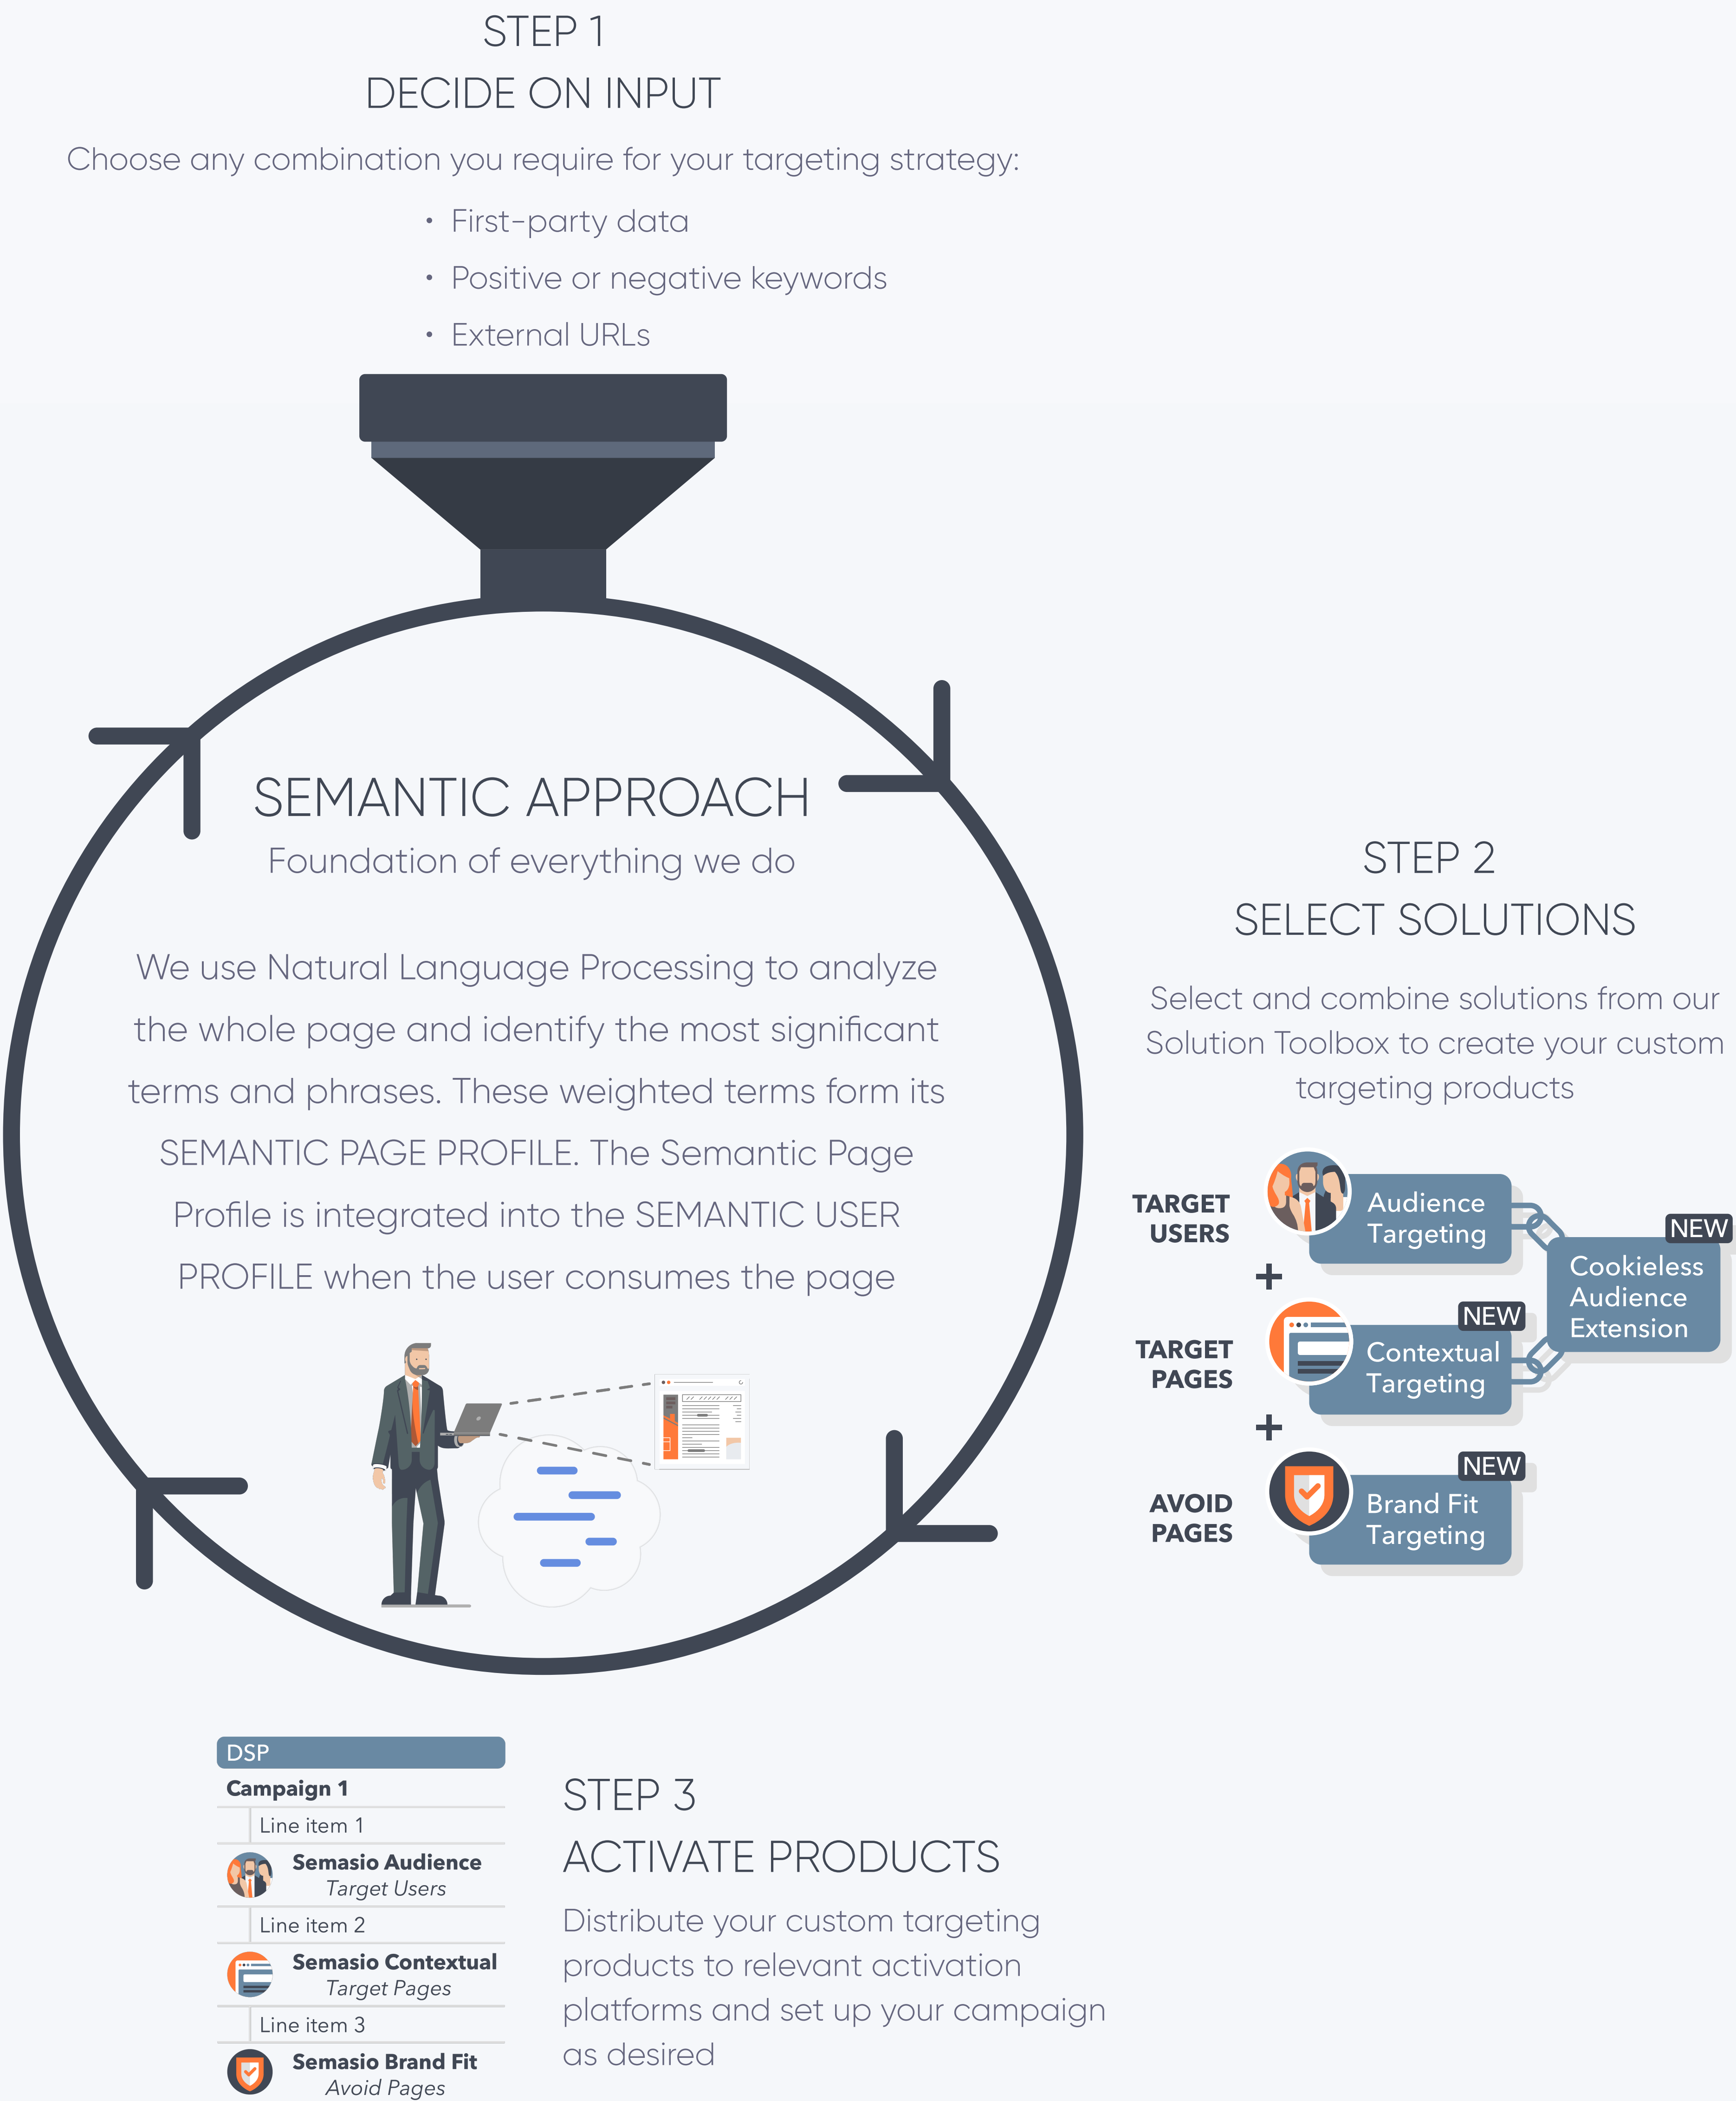 STEP 1
DECIDE ON INPUT
Choose any combination you require for your targeting strategy:
• First-party data
• Positive or negative keywords
• External URLs
SEMANTIC APPROACH
Foundation of everything we do
We use Natural Language Processing to analyze
the whole page and identify the most significant
terms and phrases. These weighted terms form its
SEMANTIC PAGE PROFILE. The Semantic Page
Profile is integrated into the SEMANTIC USER
PROFILE when the user consumes the page
STEP 2
SELECT SOLUTIONS
Select and combine solutions from our
Solution Toolbox to create your custom
targeting products
TARGET
USERS
Audience
Targeting
+
TARGET
PAGES
NEW
Contextual
Targeting
NEW
Cookieless
Audience
Extension
+
AVOID
PAGES
NEW
Brand Fit
Targeting
DSP
Campaign 1
Line item 1
Semasio Audience
Target Users
Line item 2
Semasio Contextual
Target Pages
Line item 3
Semasio Brand Fit
Avoid Pages
STEP 3
ACTIVATE PRODUCTS
Distribute your custom targeting
products to relevant activation
platforms and set up your campaign
as desired